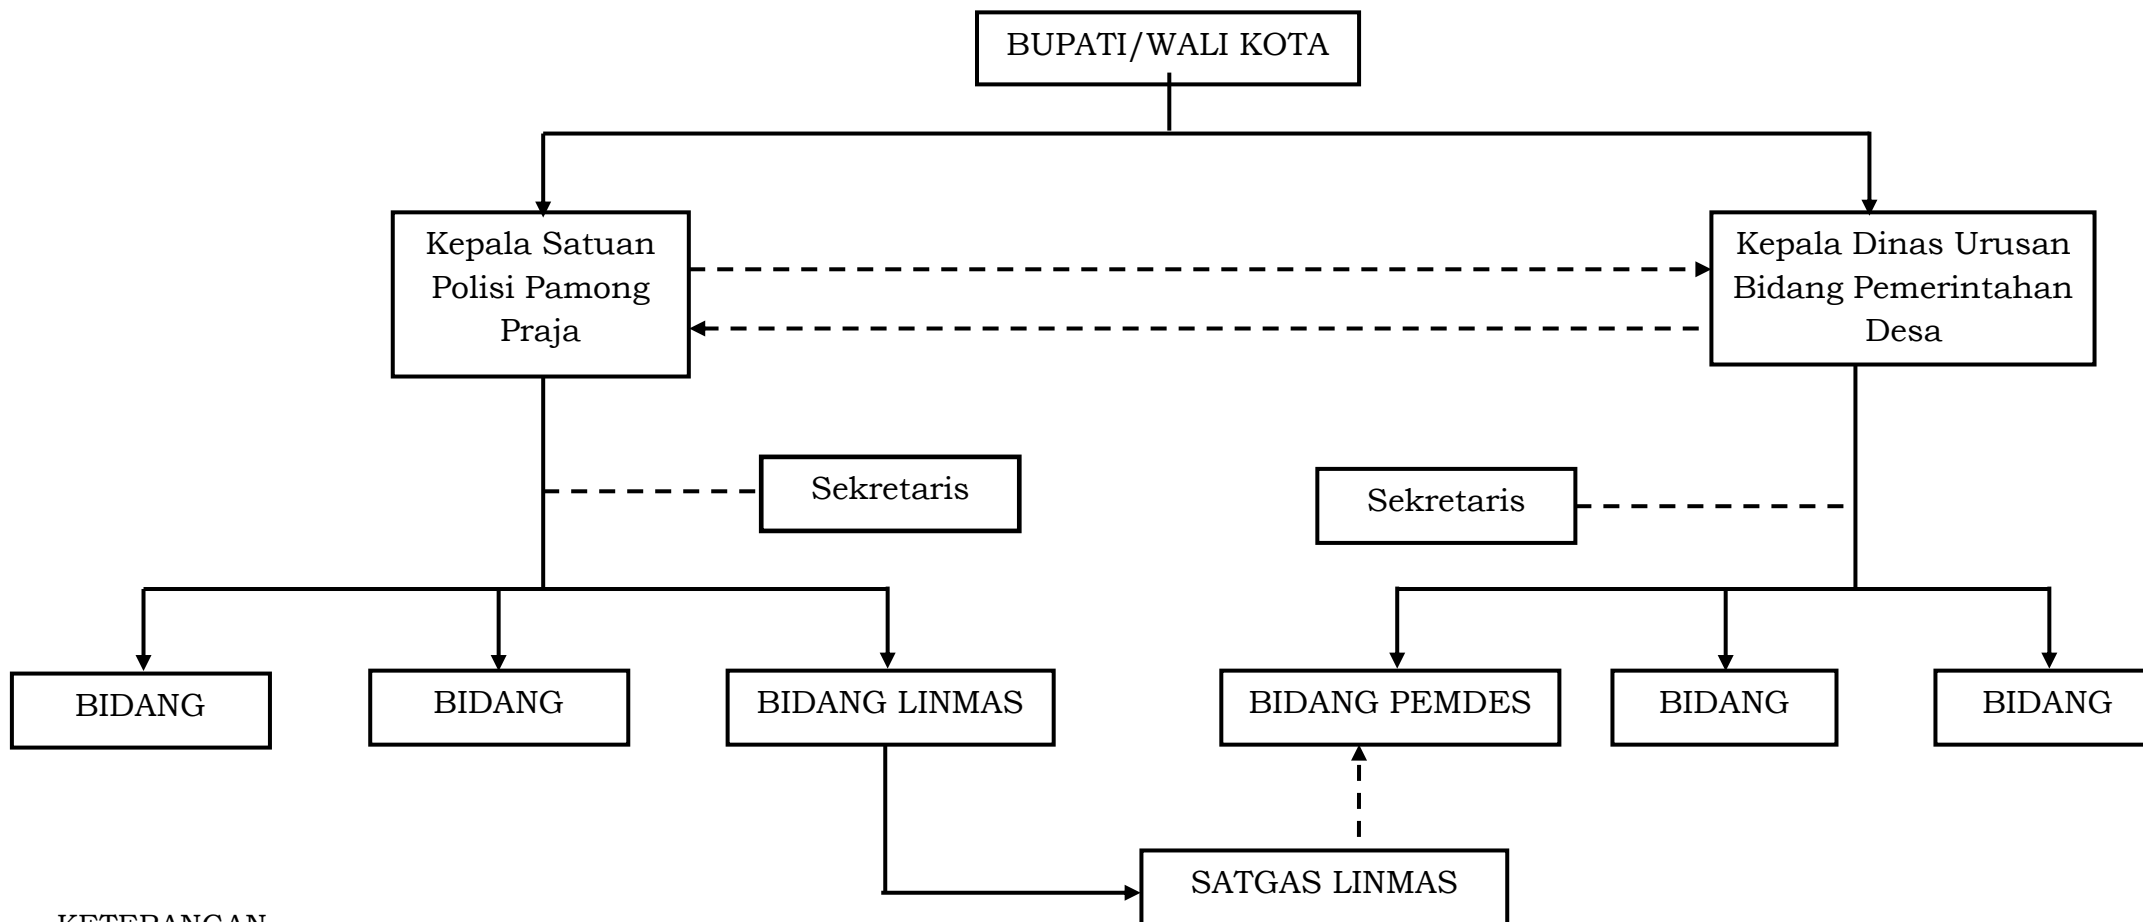 BUPATI/WALI KOTA
Kepala Satuan
Polisi Pamong
Praja
Kepala Dinas Urusan
Bidang Pemerintahan
Desa
Sekretaris
Sekretaris
BIDANG
BIDANG
BIDANG LINMAS
BIDANG PEMDES
BIDANG
BIDANG
SATGAS LINMAS
KETERANGAN